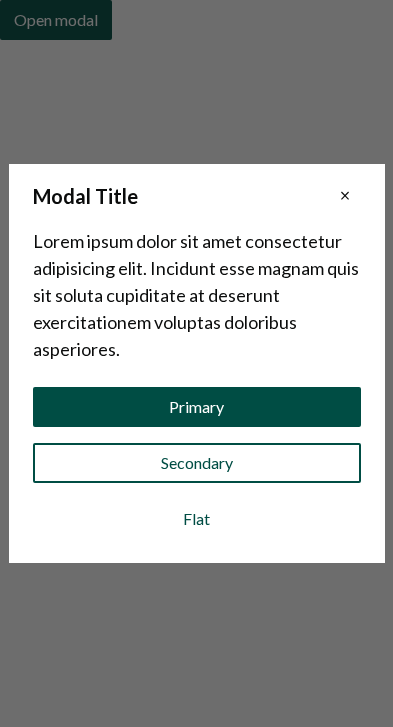 Open modal
Modal Title
Lorem ipsum dolor sit amet consectetur
adipisicing elit. Incidunt esse magnam quis
sit soluta cupiditate at deserunt
exercitationem voluptas doloribus
asperiores.
Primary
Secondary
Flat